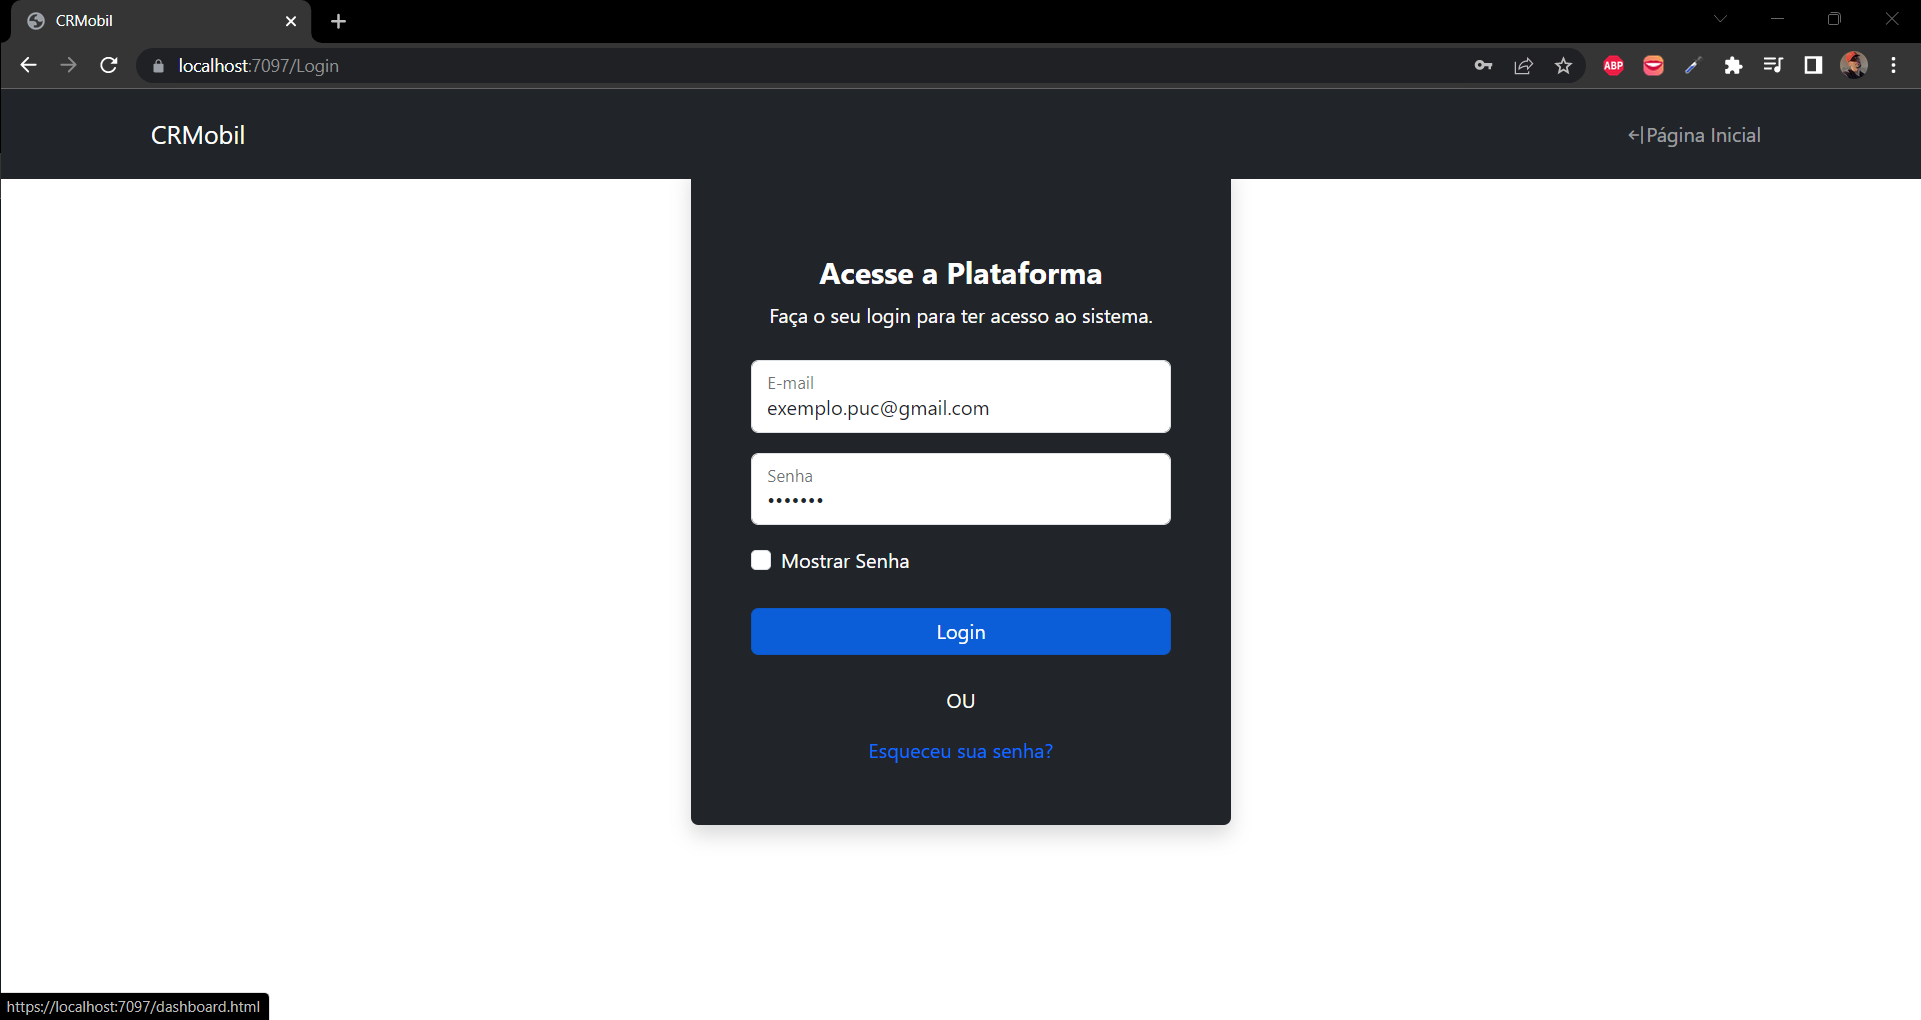 CRMobil
localhost:7097/Login
ABP
CRMobil
Página Inicial
Acesse a Plataforma
Faça o seu login para ter acesso ao sistema.
E-mail
exemplo.puc@gmail.com
Senha
•••••••
Mostrar Senha
Login
OU
Esqueceu sua senha?
https://localhost:7097/dashboard.html